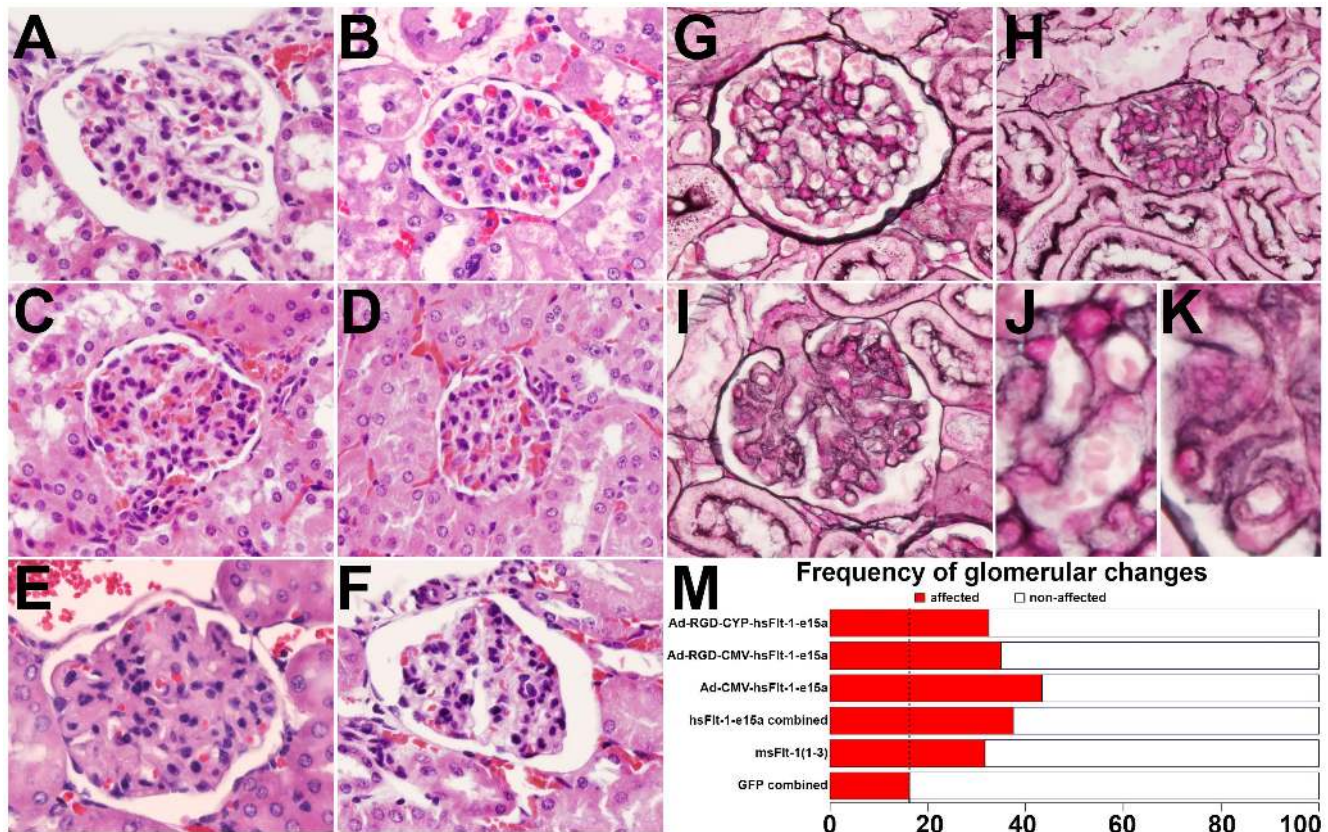 A
B
G
H
C
D
I
J
K
E
F
M
Frequency of glomerular changes
affected
non-affected
Ad-RGD-CYP-hsFlt-1-e15a
Ad-RGD-CMV-hsFlt-1-e15a
Ad-CMV-hsFlt-1-e15a
hsFlt-1-e15a combined
msFlt-1(1-3)
GFP combined
0 20 40 60 80 100